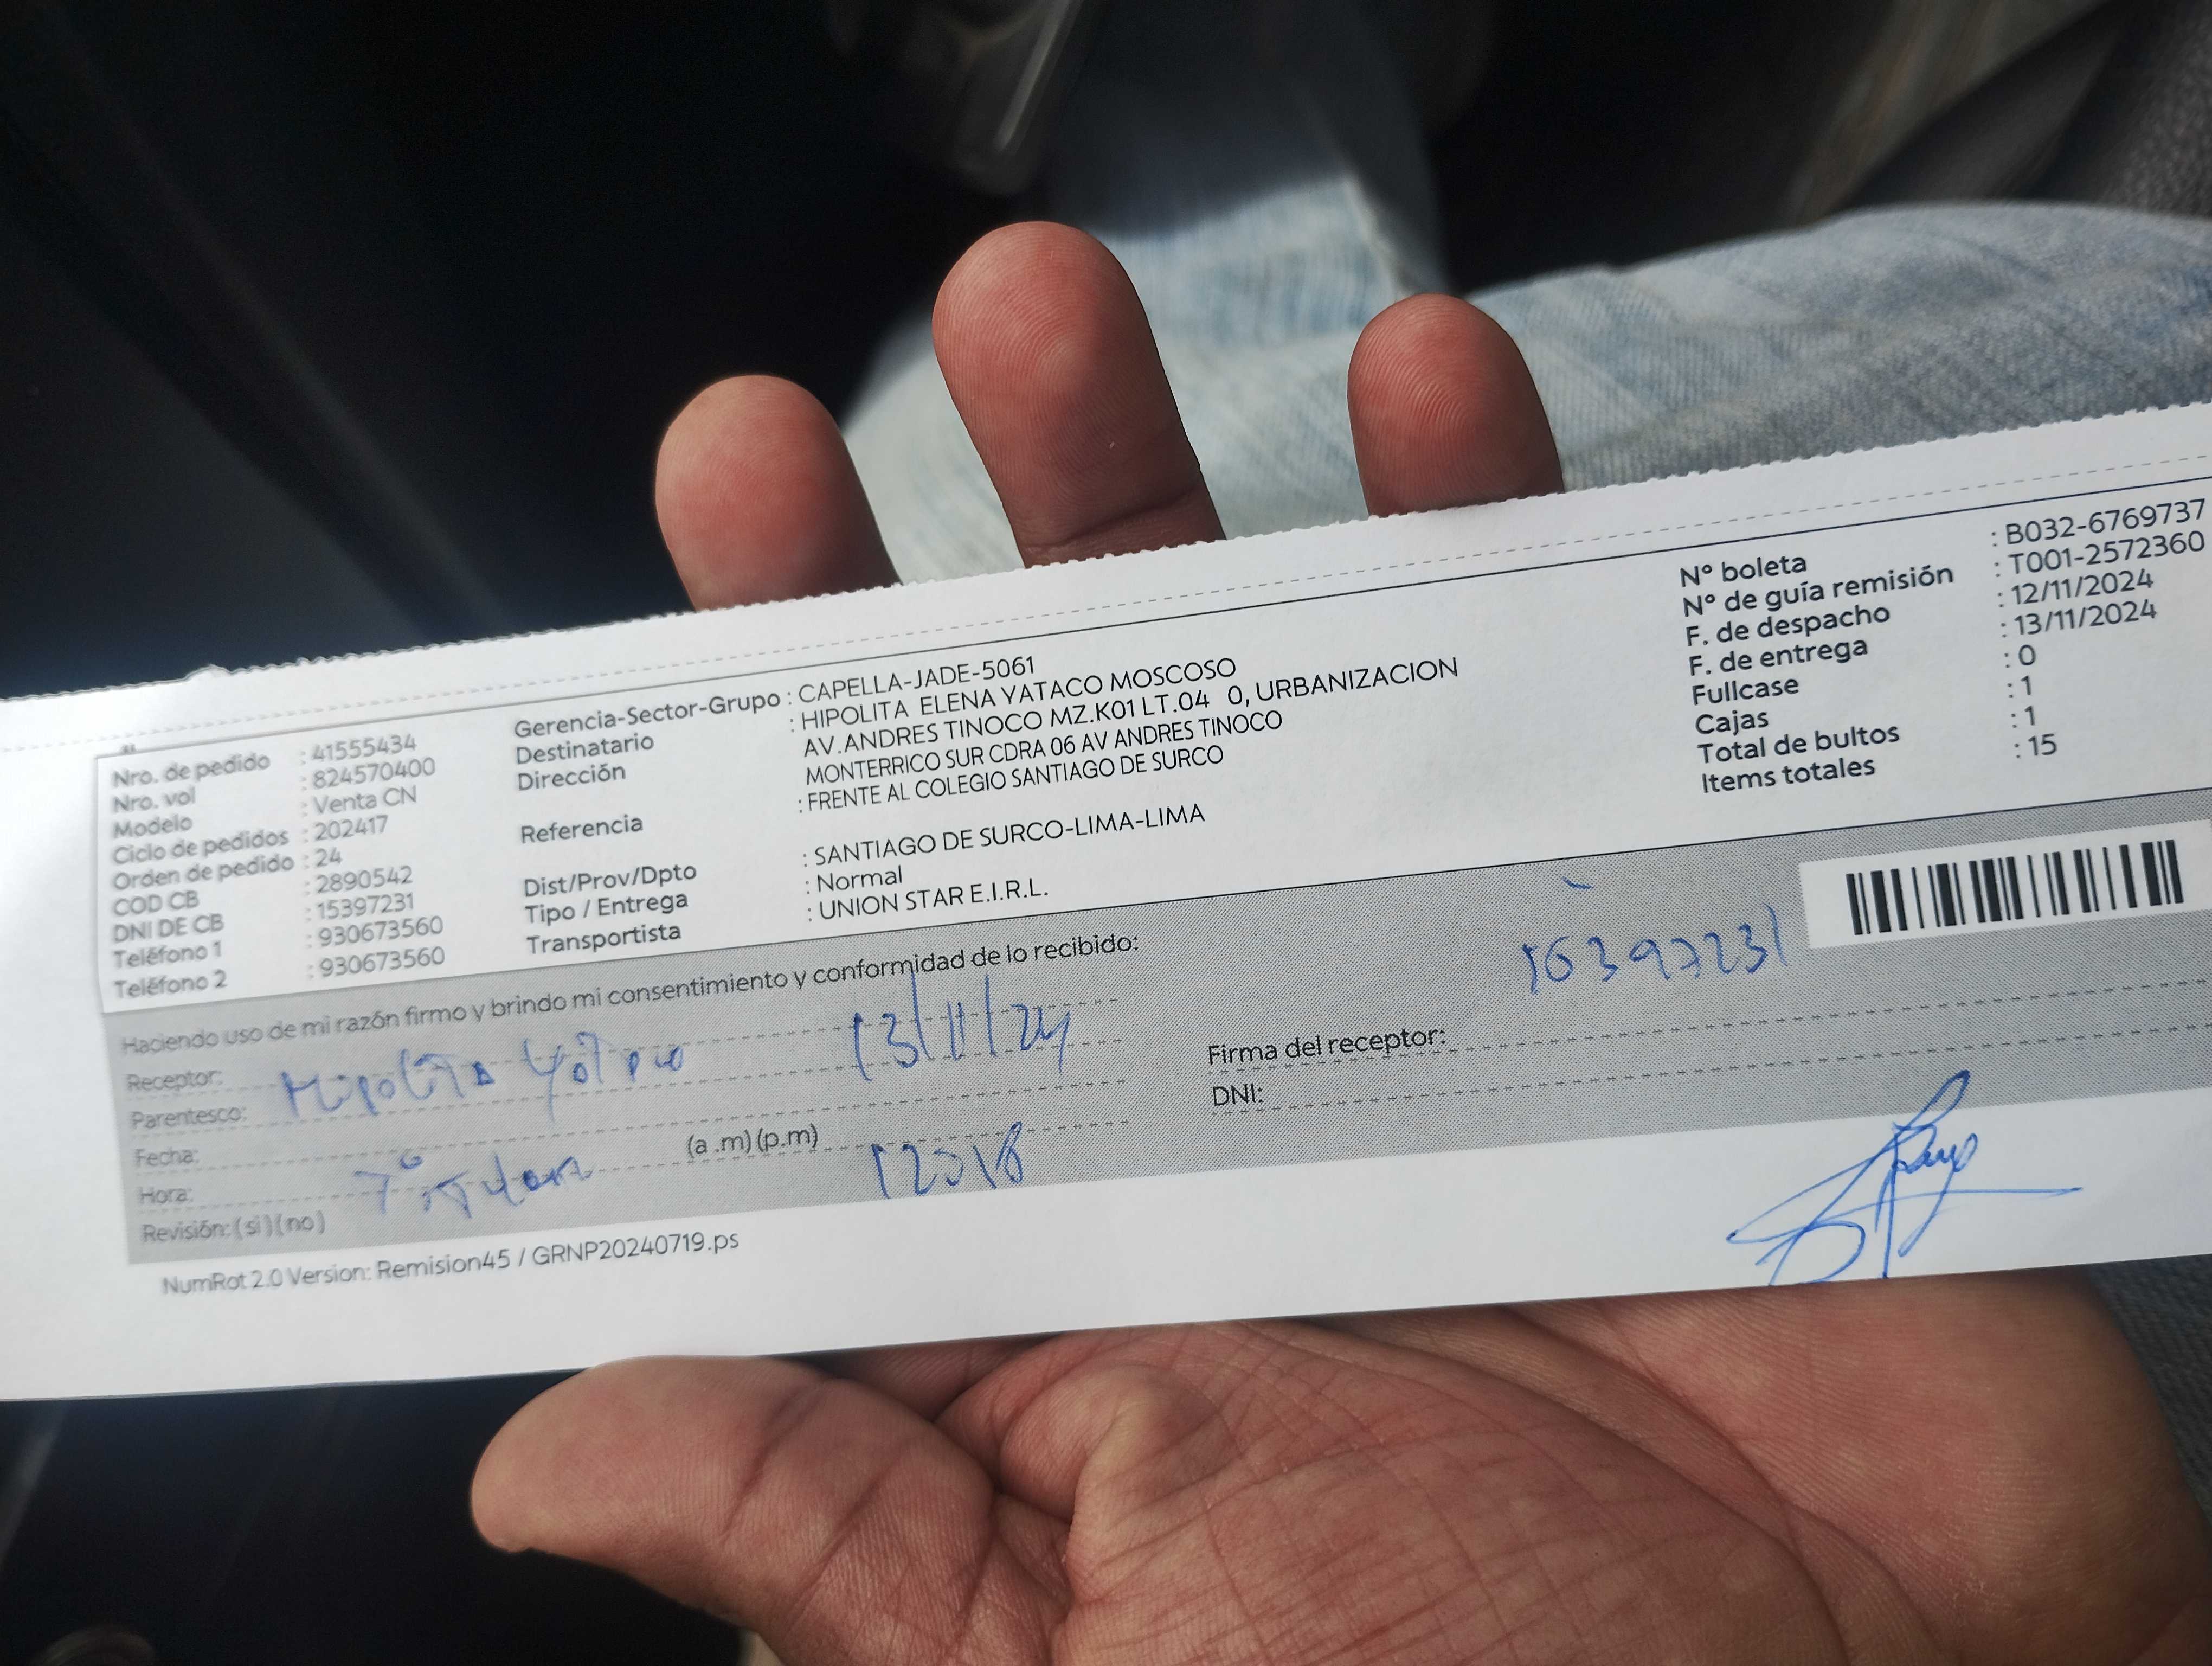 Nro. de pedido : 41555434
Nro. vol : 824570400
Modelo : Venta CN
Ciclo de pedidos : 202417
Orden de pedido : 24
COD CB : 2890542
DNI DE CB : 15397231
Teléfono 1 : 930673560
Teléfono 2 : 930673560
Gerencia-Sector-Grupo : CAPELLA-JADE-5061
Destinatario : HIPOLITA ELENA YATACO MOSCOSO
Dirección AV.ANDRES TINOCO MZ.K01 LT.04 0, URBANIZACION
MONTERRICO SUR CDRA 06 AV ANDRES TINOCO
Referencia : FRENTE AL COLEGIO SANTIAGO DE SURCO
Dist/Prov/Dpto : SANTIAGO DE SURCO-LIMA-LIMA
Tipo / Entrega : Normal
Transportista : UNION STAR E.I.R.L.
N° boleta : B032-6769737
N° de guía remisión : T001-2572360
F. de despacho : 12/11/2024
F. de entrega : 13/11/2024
Fullcase : 0
Cajas : 1
Total de bultos : 1
Items totales : 15
Haciendo uso de mi razón firmo y brindo mi consentimiento y conformidad de lo recibido:
Receptor:
Parentesco:
Fecha: 13/11/24
Hora: (a .m) (p.m)
Revisión: (si) (no)
Firma del receptor:
DNI:
NumRot 2.0 Version: Remision45 / GRNP20240719.ps